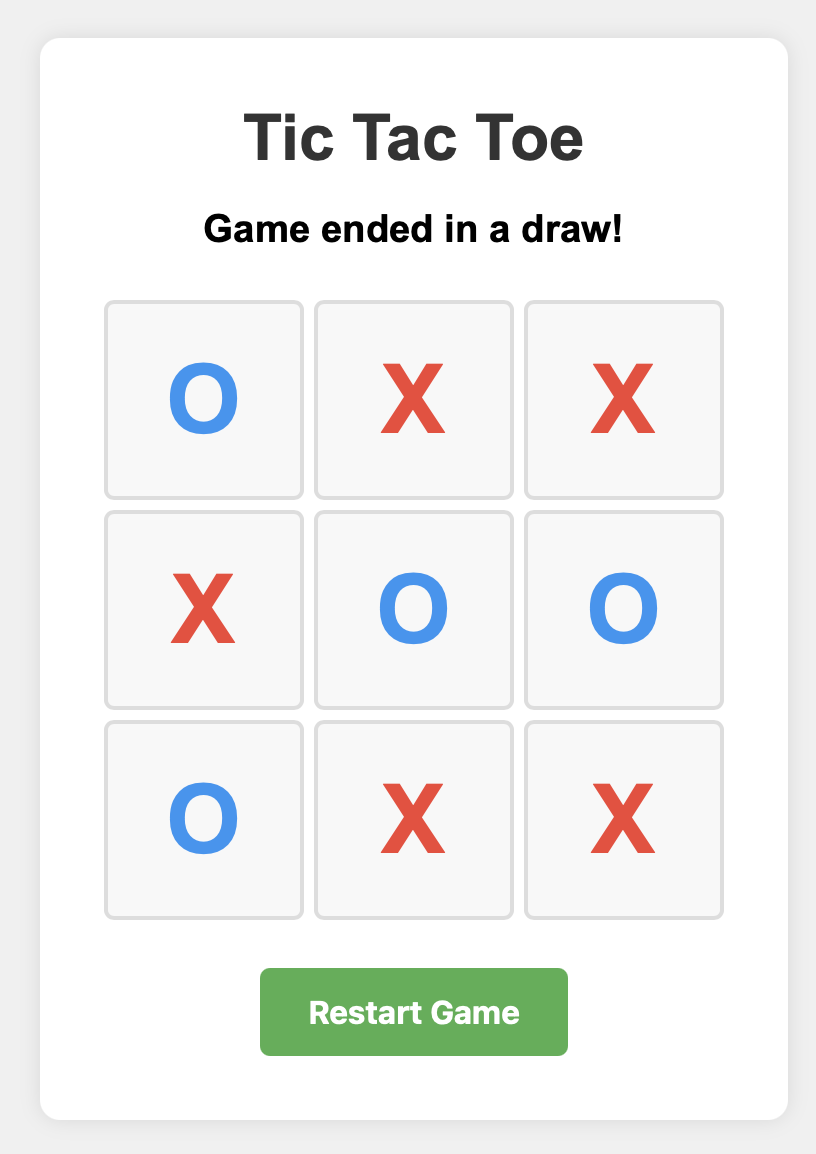 Tic Tac Toe
Game ended in a draw!
O X X
X O O
O X X
Restart Game